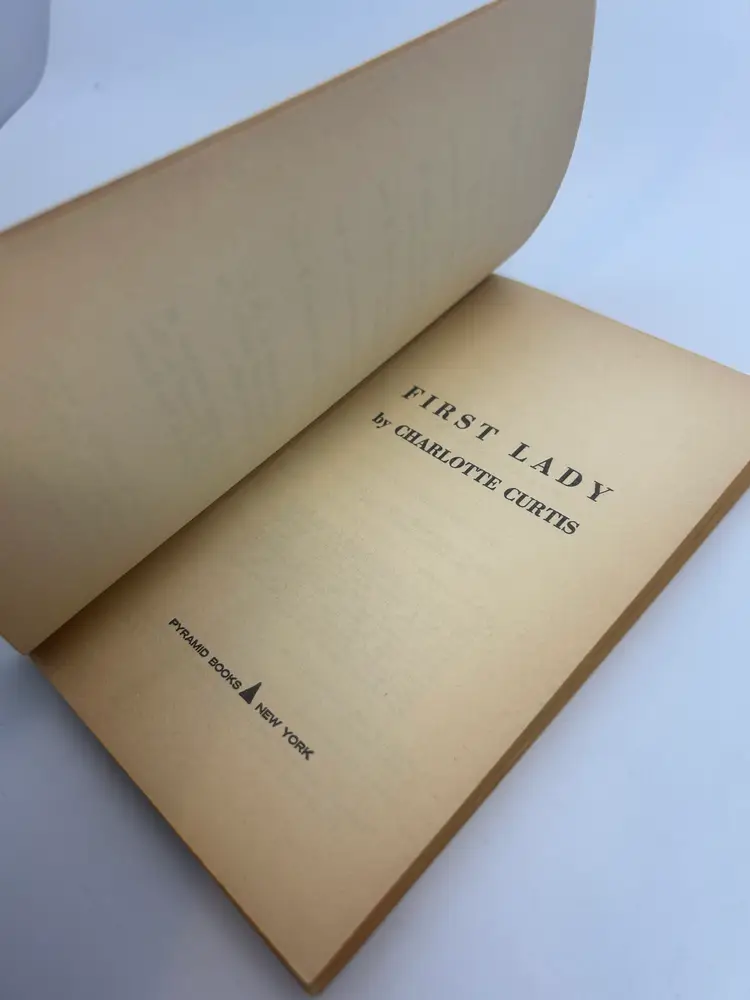 FIRST LADY
by CHARLOTTE CURTIS
PYRAMID BOOKS NEW YORK